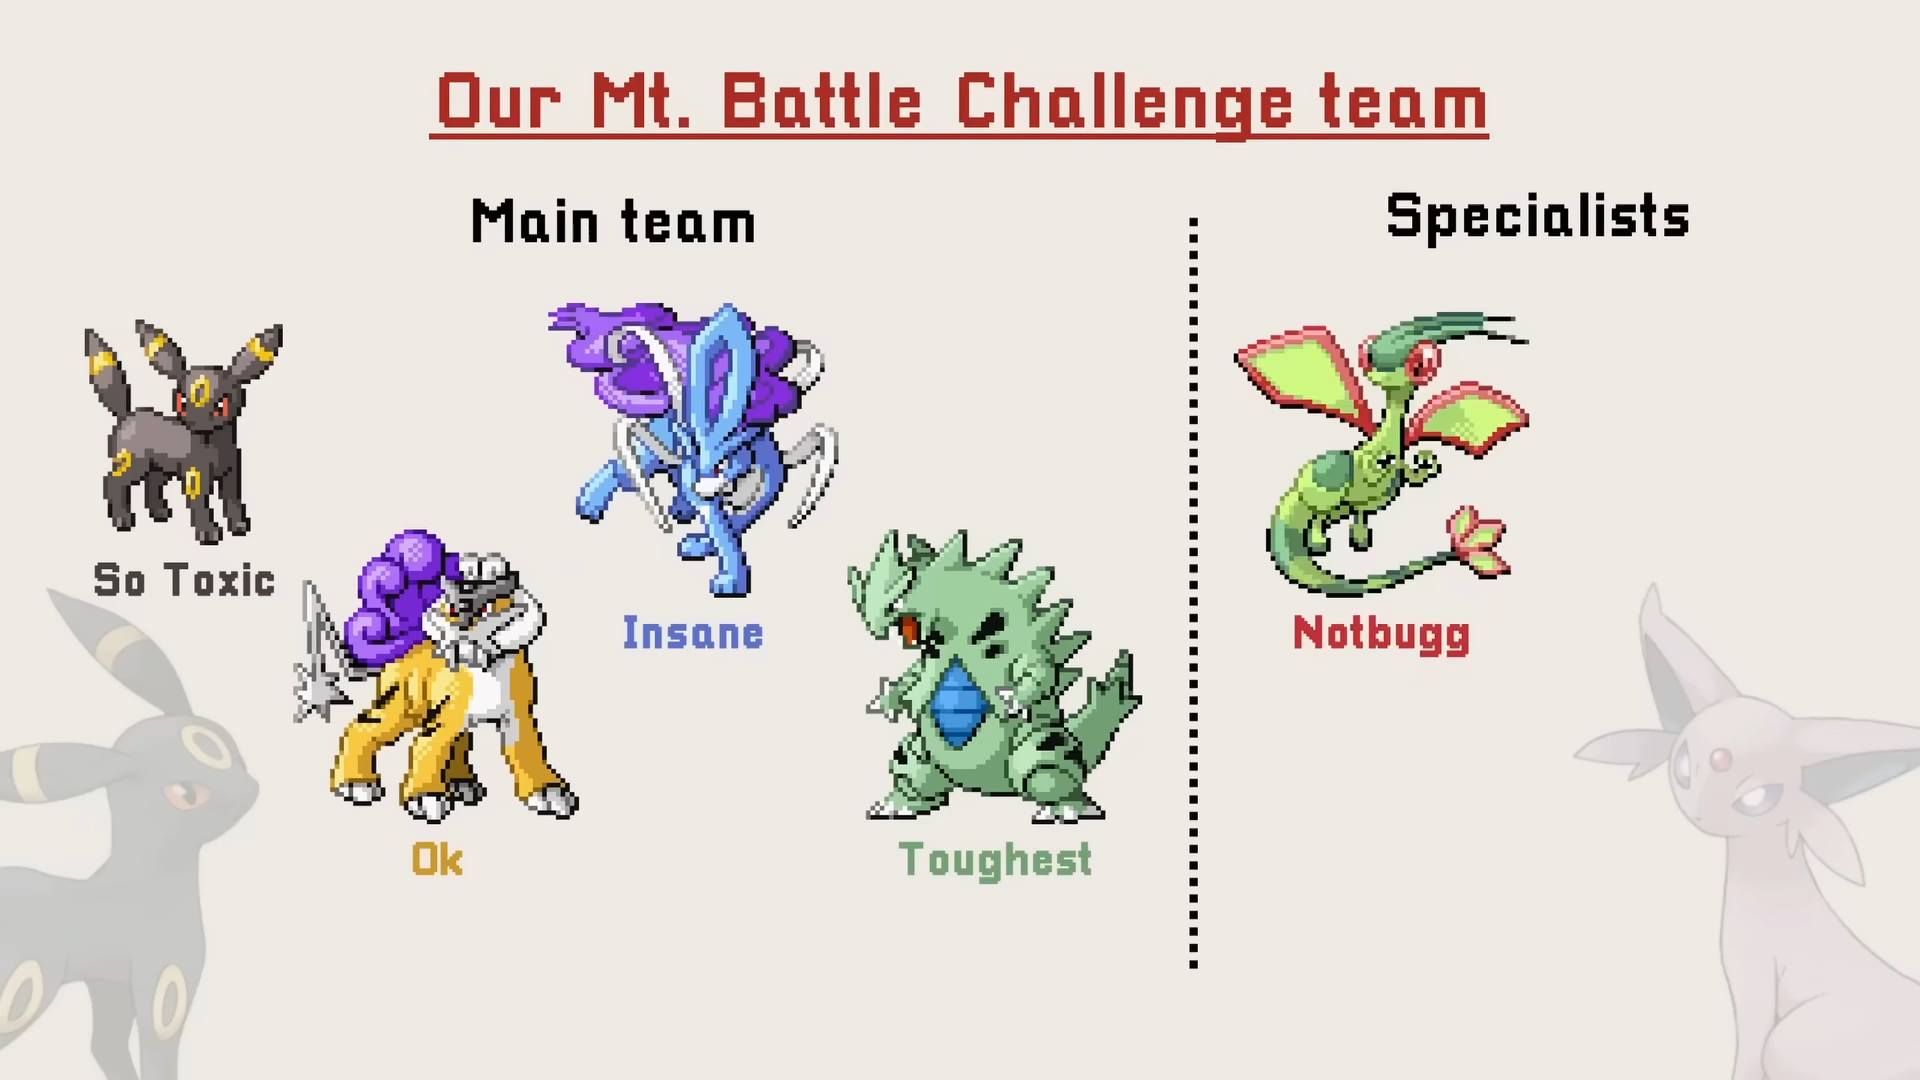 Our Mt. Battle Challenge team
Main team
Specialists
So Toxic
Insane
Notbugg
Ok
Toughest